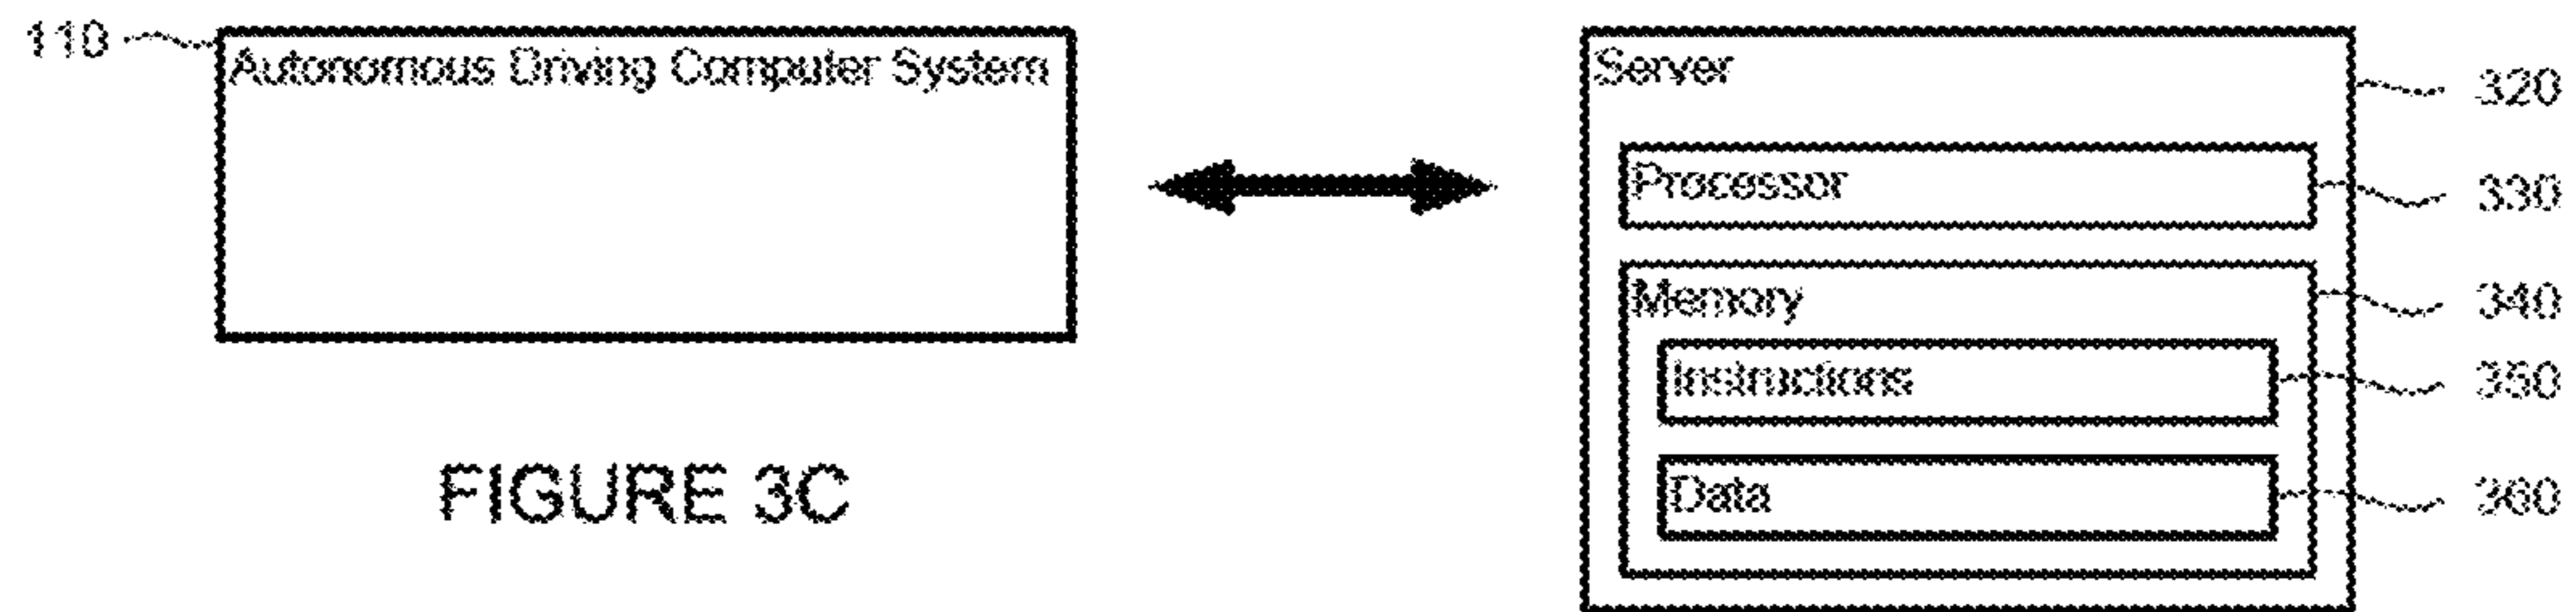 110
Autonomous Driving Computer System
Server
320
Processor
330
Memory
340
Instructions
350
Data
360
FIGURE 3C